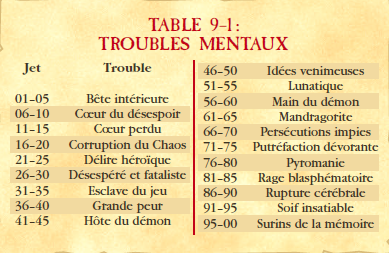 TABLE 9-1:
TROUBLES MENTAUX
Jet Trouble
01-05 Bête intérieure
06-10 Cœur du désespoir
11-15 Cœur perdu
16-20 Corruption du Chaos
21-25 Délire héroïque
26-30 Désespéré et fataliste
31-35 Esclave du jeu
36-40 Grande peur
41-45 Hôte du démon
46-50 Idées venimeuses
51-55 Lunatique
56-60 Main du démon
61-65 Mandragorite
66-70 Persécutions impies
71-75 Putréfaction dévorante
76-80 Pyromanie
81-85 Rage blasphématoire
86-90 Rupture cérébrale
91-95 Soif insatiable
95-00 Surins de la mémoire